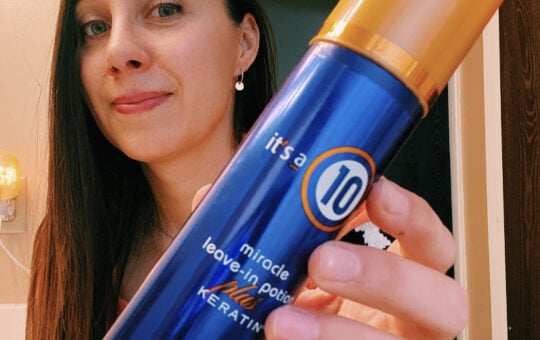 it's a
10
miracle
leave-in potion
plus
KERATIN